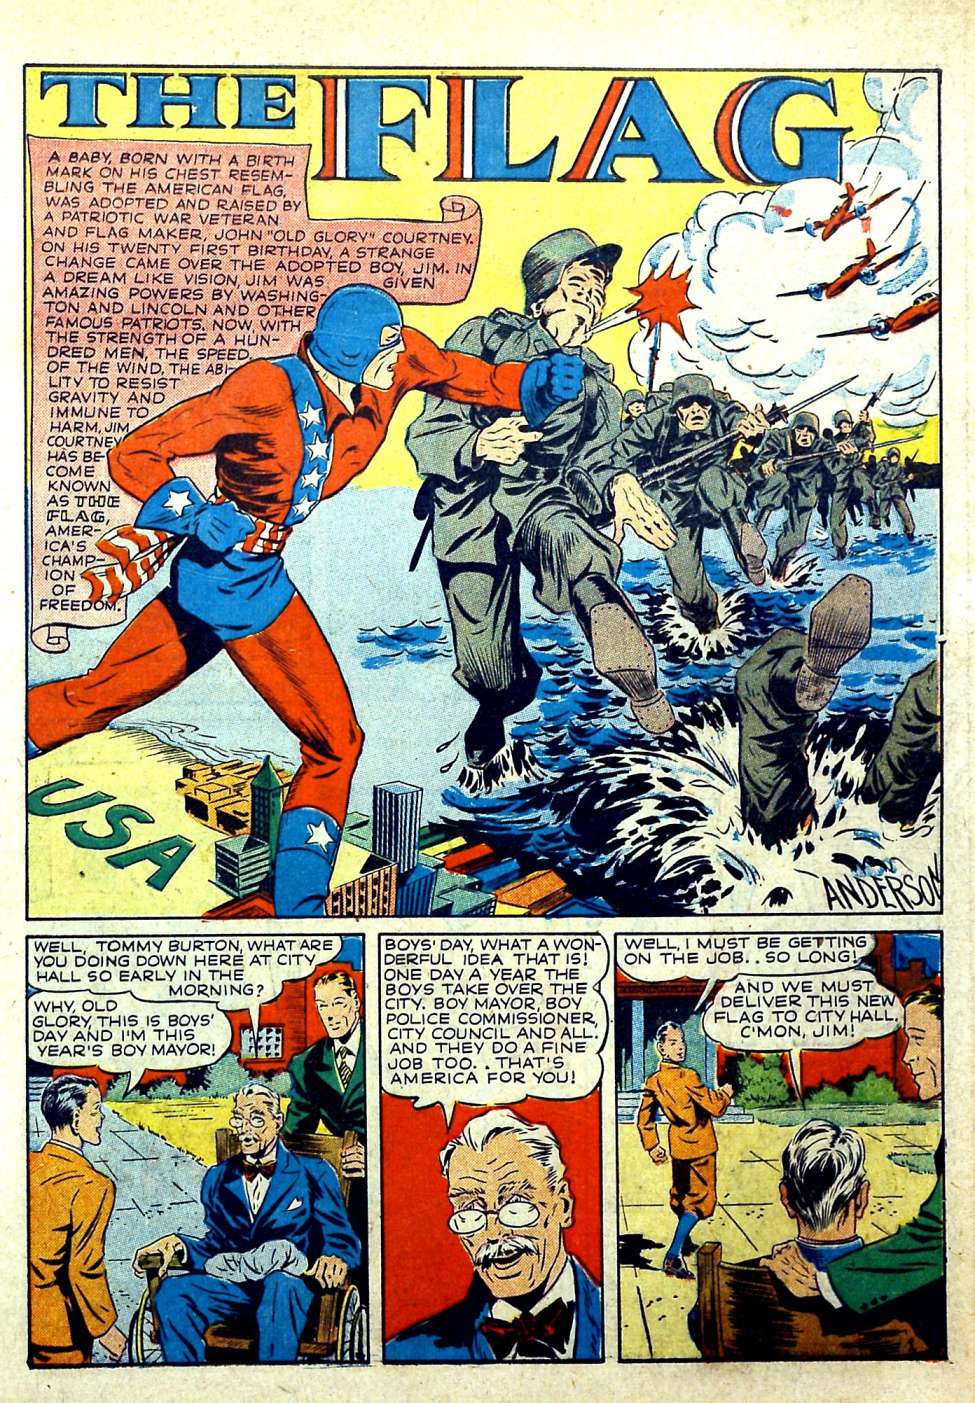 THE FLAG
A BABY, BORN WITH A BIRTH
MARK ON HIS CHEST RESEM-
BLING THE AMERICAN FLAG,
WAS ADOPTED AND RAISED BY
A PATRIOTIC WAR VETERAN
AND FLAG MAKER, JOHN "OLD GLORY" COURTNEY.
ON HIS TWENTY FIRST BIRTHDAY, A STRANGE
CHANGE CAME OVER THE ADOPTED BOY, JIM. IN
A DREAM LIKE VISION, JIM WAS GIVEN
AMAZING POWERS BY WASHING-
TON AND LINCOLN AND OTHER
FAMOUS PATRIOTS. NOW, WITH
THE STRENGTH OF A HUN-
DRED MEN, THE SPEED
OF THE WIND, THE ABI-
LITY TO RESIST
GRAVITY AND
IMMUNE TO
HARM, JIM
COURTNEY
HAS BE-
COME
KNOWN
AS THE
FLAG,
AMER-
ICA'S
CHAMP-
ION
OF
FREEDOM.
USA
ANDERSON
WELL, TOMMY BURTON, WHAT ARE
YOU DOING DOWN HERE AT CITY
HALL SO EARLY IN THE
MORNING?
WHY, OLD
GLORY, THIS IS BOYS'
DAY AND I'M THIS
YEAR'S BOY MAYOR!
BOYS' DAY, WHAT A WON-
DERFUL IDEA THAT IS!
ONE DAY A YEAR THE
BOYS TAKE OVER THE
CITY. BOY MAYOR, BOY
POLICE COMMISSIONER,
CITY COUNCIL AND ALL.
AND THEY DO A FINE
JOB TOO.. THAT'S
AMERICA FOR YOU!
WELL, I MUST BE GETTING
ON THE JOB.. SO LONG!
AND WE MUST
DELIVER THIS NEW
FLAG TO CITY HALL,
C'MON, JIM!